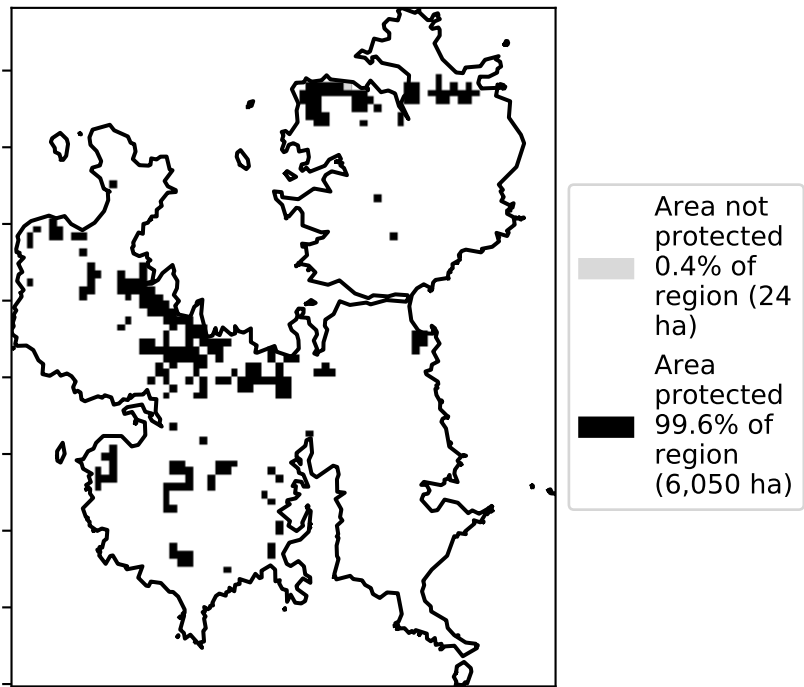 Area not
protected
0.4% of
region (24
ha)
Area
protected
99.6% of
region
(6,050 ha)